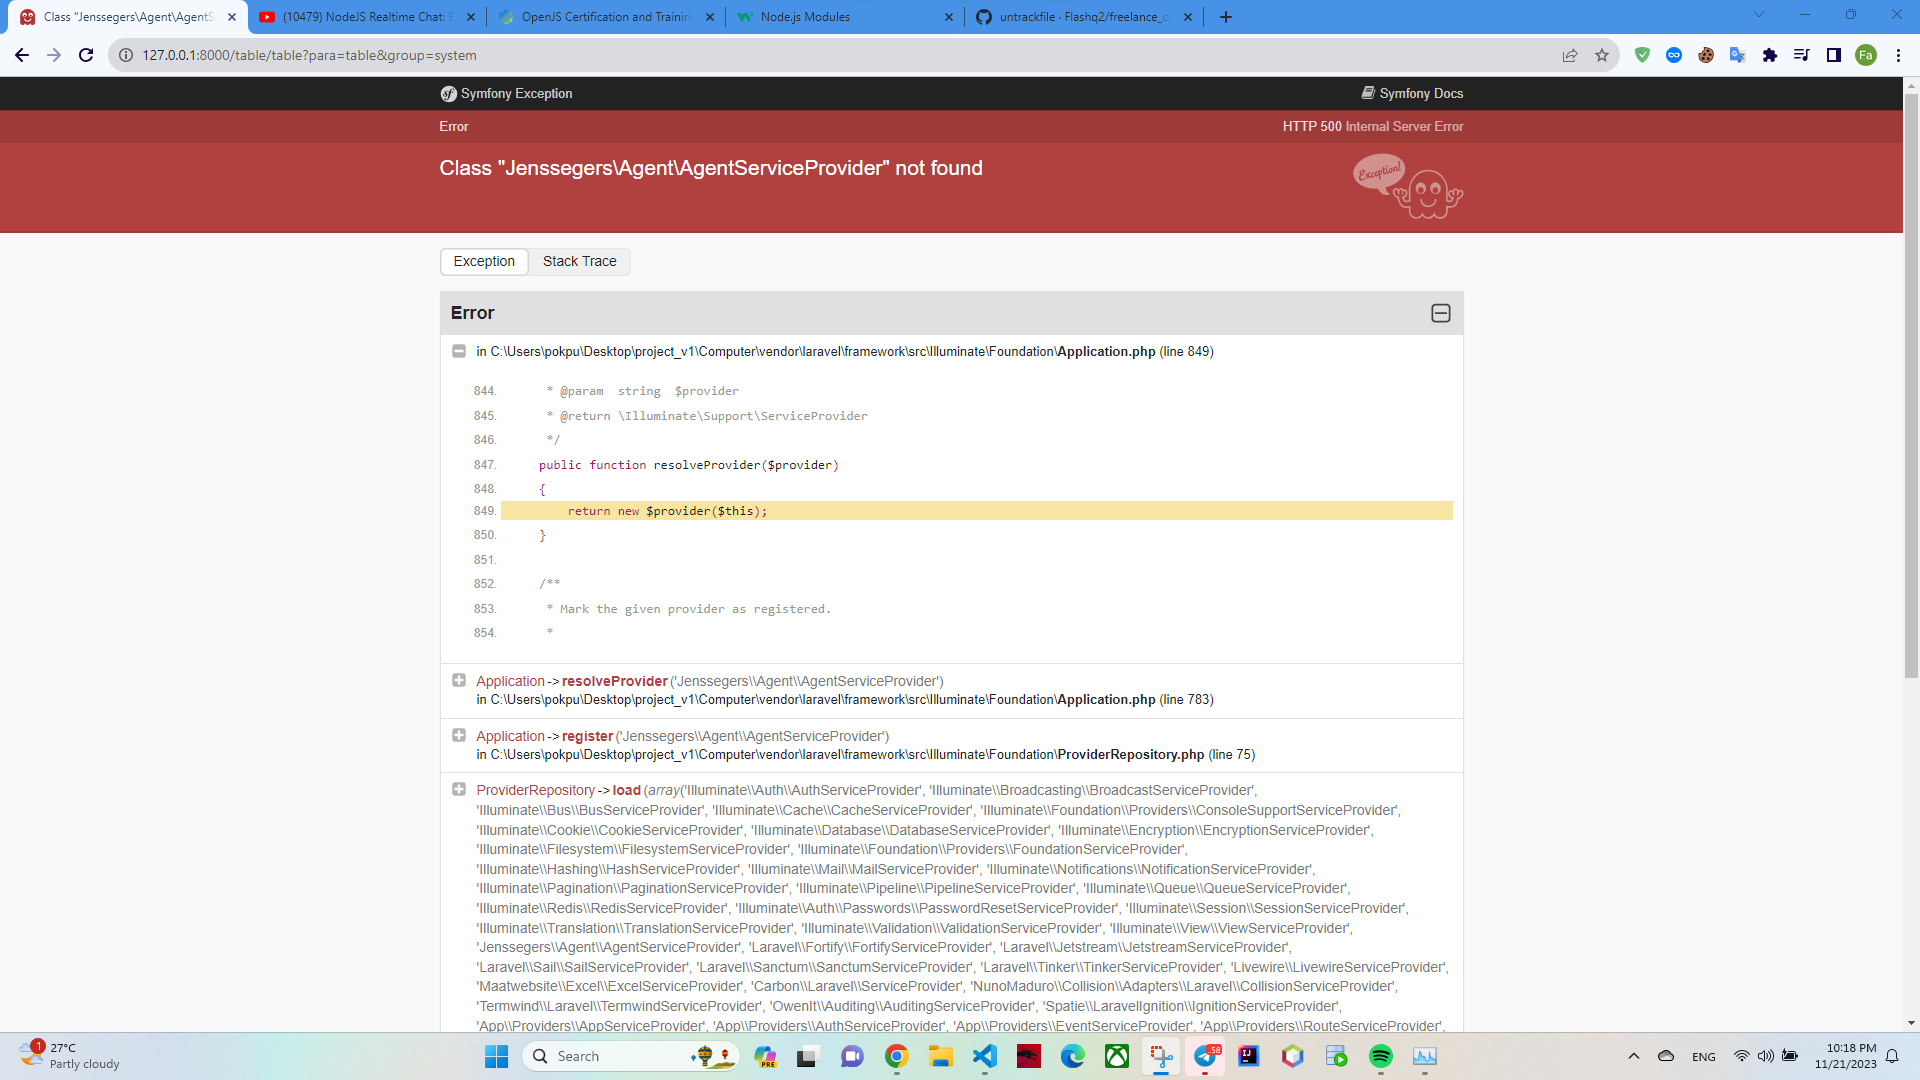 Class "Jenssegers\Agent\AgentS
(10479) NodeJS Realtime Chat:
OpenJS Certification and Trainin
Node.js Modules
untrackfile · Flashq2/freelance_c
127.0.0.1:8000/table/table?para=table&group=system
Fa
Symfony Exception
Symfony Docs
Error
HTTP 500 Internal Server Error
Class "Jenssegers\Agent\AgentServiceProvider" not found
Exception!
Exception
Stack Trace
Error
in C:\Users\pokpu\Desktop\project_v1\Computer\vendor\laravel\framework\src\Illuminate\Foundation\Application.php (line 849)
844. * @param string $provider
845. * @return \Illuminate\Support\ServiceProvider
846. */
847. public function resolveProvider($provider)
848. {
849. return new $provider($this);
850. }
851.
852. /**
853. * Mark the given provider as registered.
854. *
Application->resolveProvider('Jenssegers\\Agent\\AgentServiceProvider')
in C:\Users\pokpu\Desktop\project_v1\Computer\vendor\laravel\framework\src\Illuminate\Foundation\Application.php (line 783)
Application->register('Jenssegers\\Agent\\AgentServiceProvider')
in C:\Users\pokpu\Desktop\project_v1\Computer\vendor\laravel\framework\src\Illuminate\Foundation\ProviderRepository.php (line 75)
ProviderRepository->load(array('Illuminate\\Auth\\AuthServiceProvider', 'Illuminate\\Broadcasting\\BroadcastServiceProvider',
'Illuminate\\Bus\\BusServiceProvider', 'Illuminate\\Cache\\CacheServiceProvider', 'Illuminate\\Foundation\\Providers\\ConsoleSupportServiceProvider',
'Illuminate\\Cookie\\CookieServiceProvider', 'Illuminate\\Database\\DatabaseServiceProvider', 'Illuminate\\Encryption\\EncryptionServiceProvider',
'Illuminate\\Filesystem\\FilesystemServiceProvider', 'Illuminate\\Foundation\\Providers\\FoundationServiceProvider',
'Illuminate\\Hashing\\HashServiceProvider', 'Illuminate\\Mail\\MailServiceProvider', 'Illuminate\\Notifications\\NotificationServiceProvider',
'Illuminate\\Pagination\\PaginationServiceProvider', 'Illuminate\\Pipeline\\PipelineServiceProvider', 'Illuminate\\Queue\\QueueServiceProvider',
'Illuminate\\Redis\\RedisServiceProvider', 'Illuminate\\Auth\\Passwords\\PasswordResetServiceProvider', 'Illuminate\\Session\\SessionServiceProvider',
'Illuminate\\Translation\\TranslationServiceProvider', 'Illuminate\\Validation\\ValidationServiceProvider', 'Illuminate\\View\\ViewServiceProvider',
'Jenssegers\\Agent\\AgentServiceProvider', 'Laravel\\Fortify\\FortifyServiceProvider', 'Laravel\\Jetstream\\JetstreamServiceProvider',
'Laravel\\Sail\\SailServiceProvider', 'Laravel\\Sanctum\\SanctumServiceProvider', 'Laravel\\Tinker\\TinkerServiceProvider', 'Livewire\\LivewireServiceProvider',
'Maatwebsite\\Excel\\ExcelServiceProvider', 'Carbon\\Laravel\\ServiceProvider', 'NunoMaduro\\Collision\\Adapters\\Laravel\\CollisionServiceProvider',
'Termwind\\Laravel\\TermwindServiceProvider', 'OwenIt\\Auditing\\AuditingServiceProvider', 'Spatie\\LaravelIgnition\\IgnitionServiceProvider',
'App\\Providers\\AppServiceProvider', 'App\\Providers\\AuthServiceProvider', 'App\\Providers\\EventServiceProvider', 'App\\Providers\\RouteServiceProvider',
1
27°C
Partly cloudy
Search
PRE
58
IJ
ENG
10:18 PM
11/21/2023